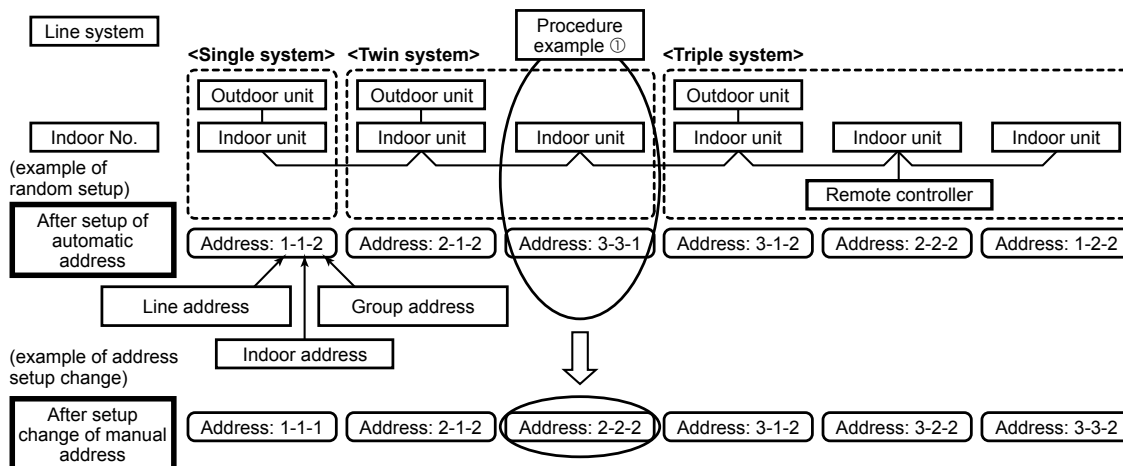 Line system
<Single system>
<Twin system>
Procedure
example ①
<Triple system>
Outdoor unit
Outdoor unit
Outdoor unit
Indoor No.
Indoor unit
Indoor unit
Indoor unit
Indoor unit
Indoor unit
Indoor unit
(example of
random setup)
Remote controller
After setup of
automatic
address
Address: 1-1-2
Address: 2-1-2
Address: 3-3-1
Address: 3-1-2
Address: 2-2-2
Address: 1-2-2
Line address
Group address
Indoor address
(example of address
setup change)
After setup
change of manual
address
Address: 1-1-1
Address: 2-1-2
Address: 2-2-2
Address: 3-1-2
Address: 3-2-2
Address: 3-3-2